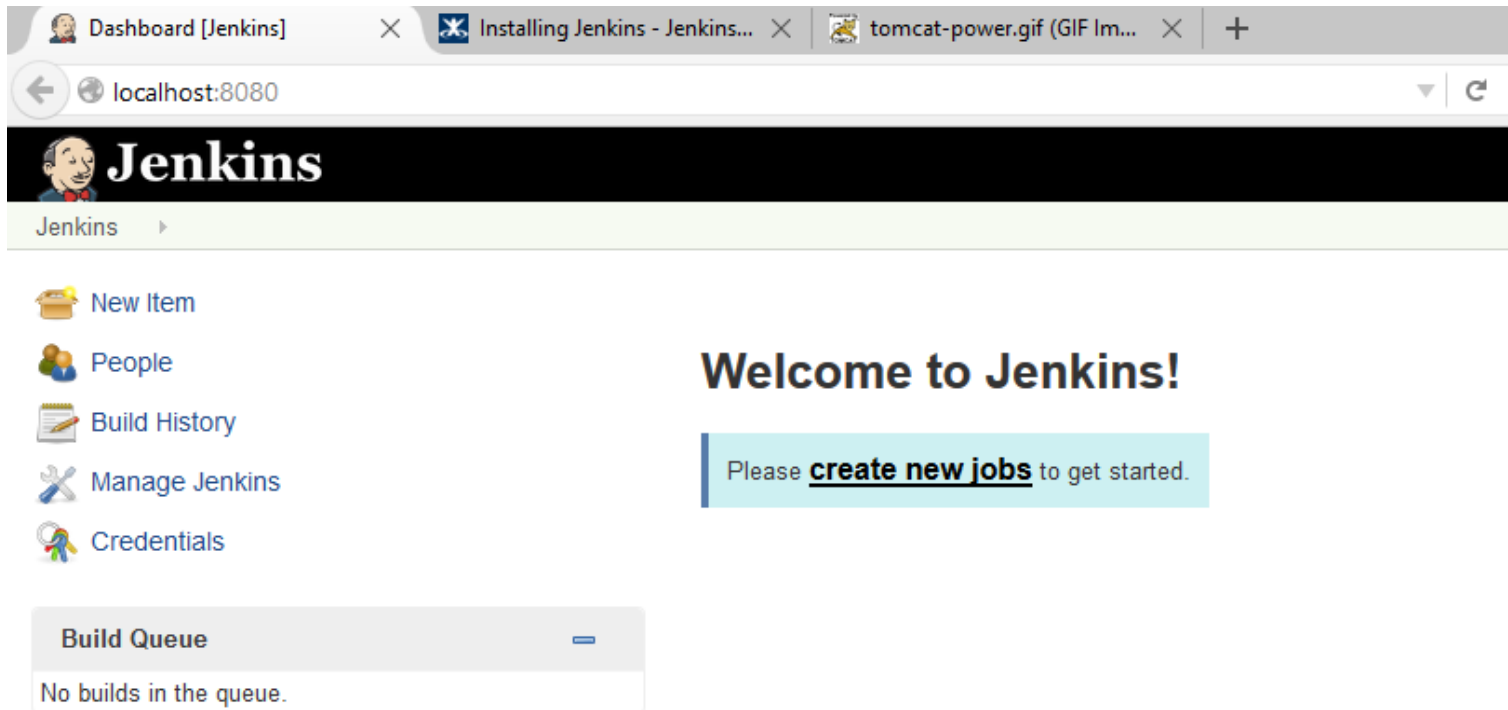 Dashboard [Jenkins]
Installing Jenkins - Jenkins...
tomcat-power.gif (GIF Im...
localhost:8080
Jenkins
Jenkins
New Item
People
Build History
Manage Jenkins
Credentials
Welcome to Jenkins!
Please create new jobs to get started.
Build Queue
No builds in the queue.